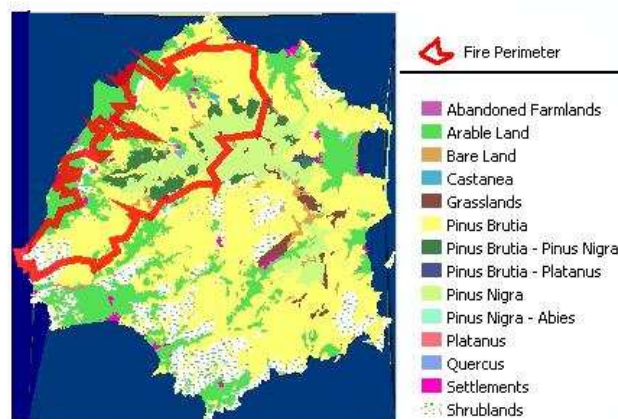 Fire Perimeter
Abandoned Farmlands
Arable Land
Bare Land
Castanea
Grasslands
Pinus Brutia
Pinus Brutia - Pinus Nigra
Pinus Brutia - Platanus
Pinus Nigra
Pinus Nigra - Abies
Platanus
Quercus
Settlements
Shrublands